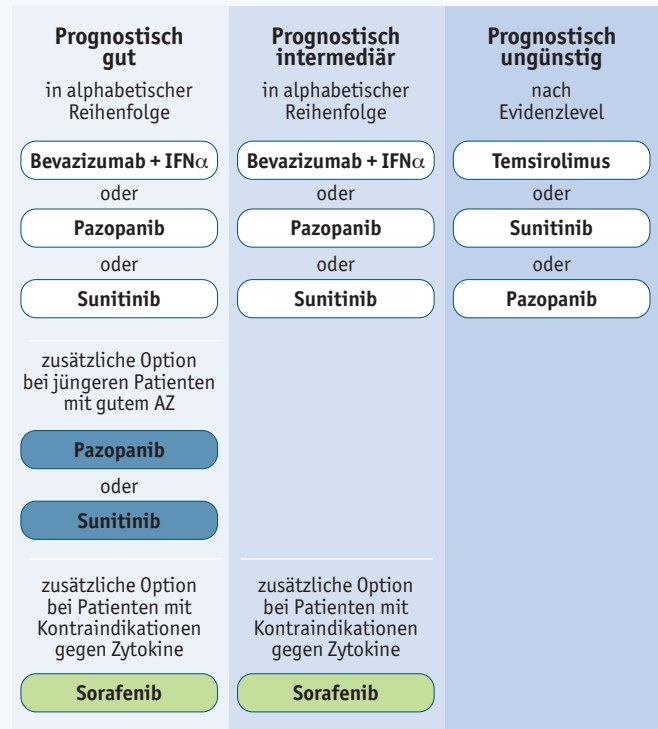 Prognostisch
gut
in alphabetischer
Reihenfolge
Bevazizumab + IFNα
oder
Pazopanib
oder
Sunitinib
zusätzliche Option
bei jüngeren Patienten
mit gutem AZ
Pazopanib
oder
Sunitinib
zusätzliche Option
bei Patienten mit
Kontraindikationen
gegen Zytokine
Sorafenib
Prognostisch
intermediär
in alphabetischer
Reihenfolge
Bevazizumab + IFNα
oder
Pazopanib
oder
Sunitinib
zusätzliche Option
bei Patienten mit
Kontraindikationen
gegen Zytokine
Sorafenib
Prognostisch
ungünstig
nach
Evidenzlevel
Temsirolimus
oder
Sunitinib
oder
Pazopanib